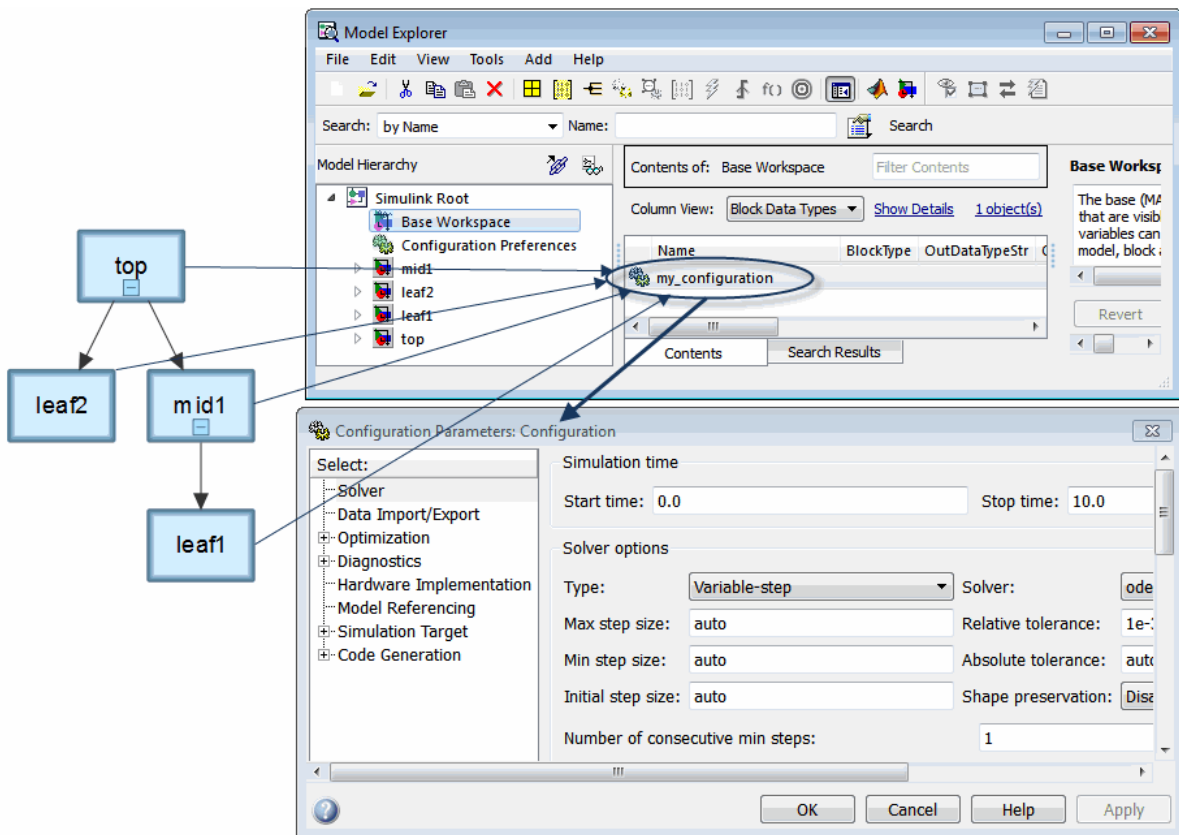 Model Explorer
File Edit View Tools Add Help
f()
Search: by Name Name: Search
Model Hierarchy
Simulink Root
Base Workspace
Configuration Preferences
mid1
leaf2
leaf1
top
Contents of: Base Workspace Filter Contents
Column View: Block Data Types Show Details 1 object(s)
Name BlockType OutDataTypeStr
my_configuration
Contents Search Results
Base Worksp
The base (MA
that are visib
variables can
model, block a
Revert
top
leaf2
mid1
leaf1
Configuration Parameters: Configuration
Select:
Solver
Data Import/Export
Optimization
Diagnostics
Hardware Implementation
Model Referencing
Simulation Target
Code Generation
Simulation time
Start time: 0.0 Stop time: 10.0
Solver options
Type: Variable-step Solver: ode
Max step size: auto Relative tolerance: 1e-
Min step size: auto Absolute tolerance: auto
Initial step size: auto Shape preservation: Disa
Number of consecutive min steps: 1
OK Cancel Help Apply